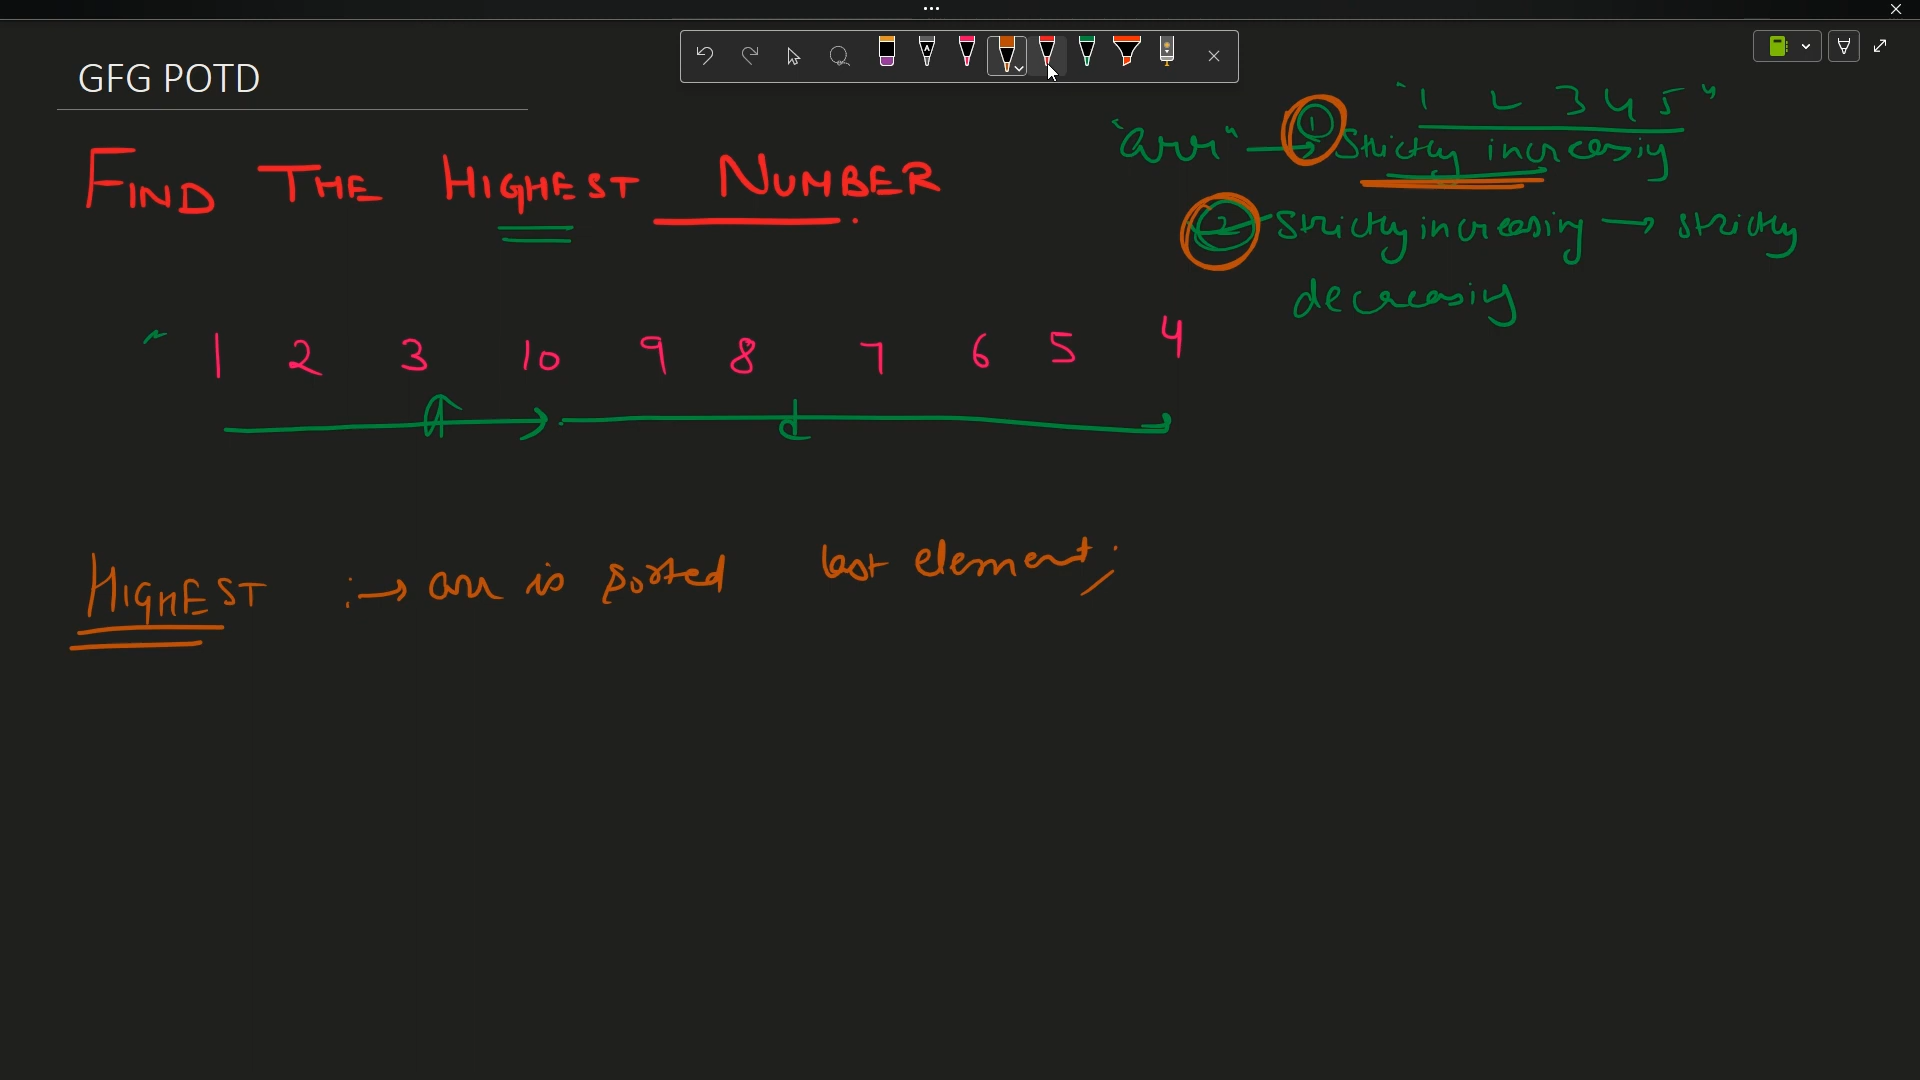 GFG POTD
FIND THE HIGHEST NUMBER
"1 2 3 4 5"
"arr" → 1 Strictly increasiy
2 Strictly increasing → strictly
decreasing
1 2 3 10 9 8 7 6 5 4
HIGHEST :→ arr is sorted last element;